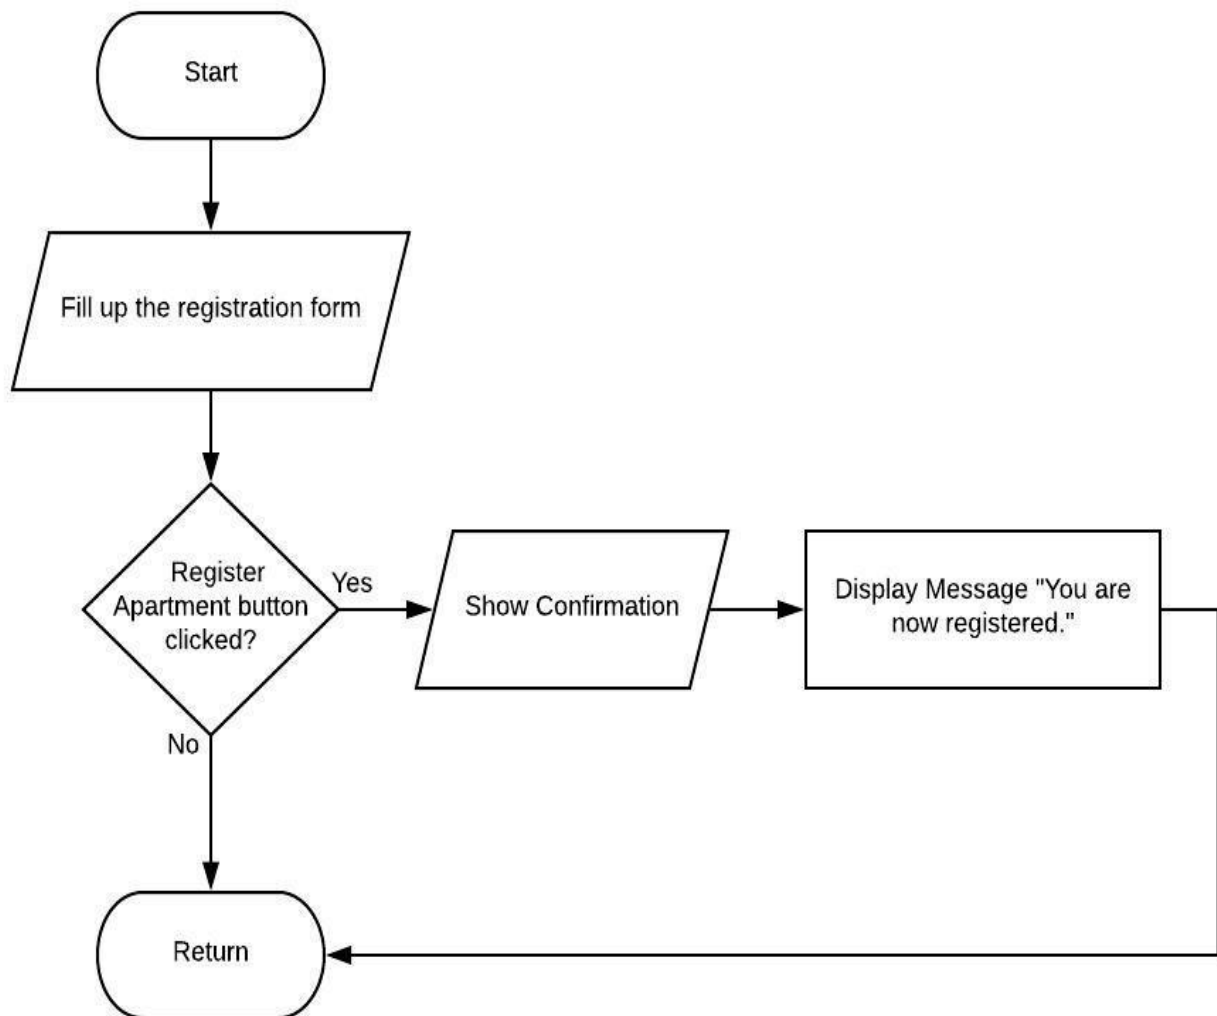 Start
Fill up the registration form
Register
Apartment button
clicked?
Yes
Show Confirmation
Display Message "You are
now registered."
No
Return